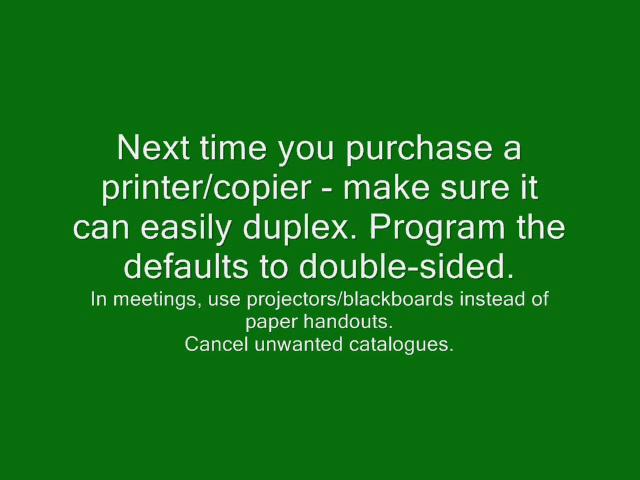 Next time you purchase a
printer/copier - make sure it
can easily duplex. Program the
defaults to double-sided.
In meetings, use projectors/blackboards instead of
paper handouts.
Cancel unwanted catalogues.